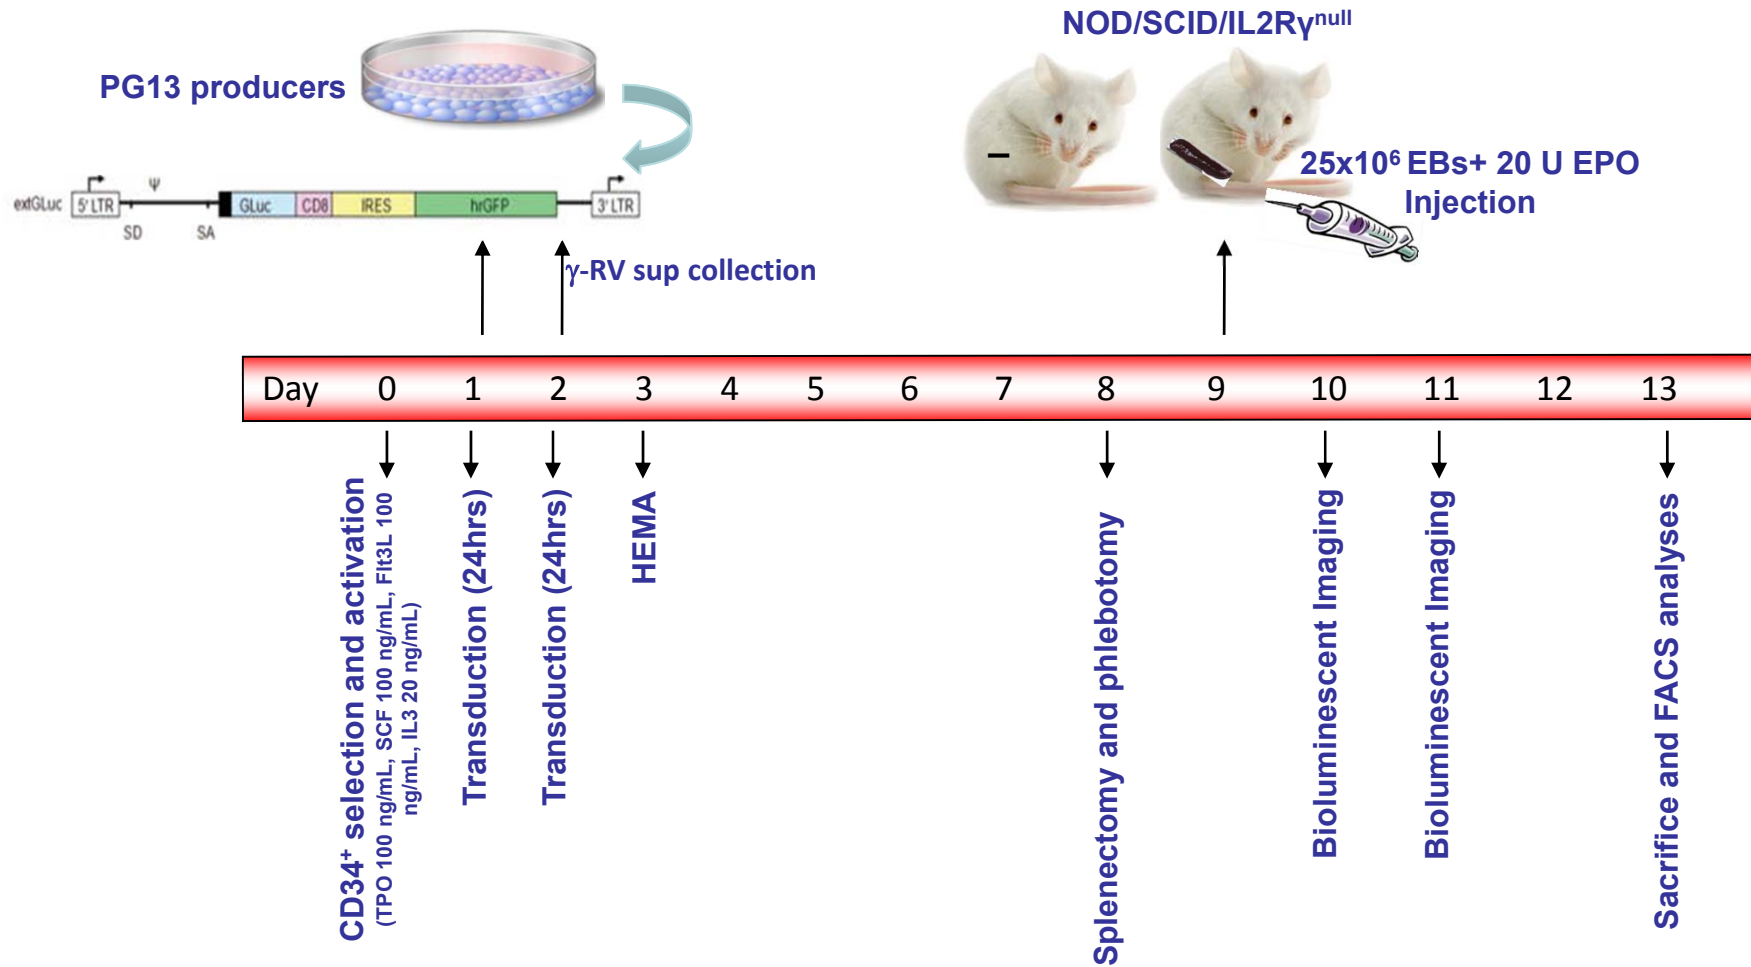 NOD/SCID/IL2Rγnull
PG13 producers
25x10⁶ EBs+ 20 U EPO
Injection
extGLuc 5' LTR Ψ GLuc CD8 IRES hrGFP 3' LTR
SD SA
γ-RV sup collection
Day 0 1 2 3 4 5 6 7 8 9 10 11 12 13
CD34⁺ selection and activation
(TPO 100 ng/mL, SCF 100 ng/mL, Flt3L 100
ng/mL, IL3 20 ng/mL)
Transduction (24hrs)
Transduction (24hrs)
HEMA
Splenectomy and phlebotomy
Bioluminescent Imaging
Bioluminescent Imaging
Sacrifice and FACS analyses